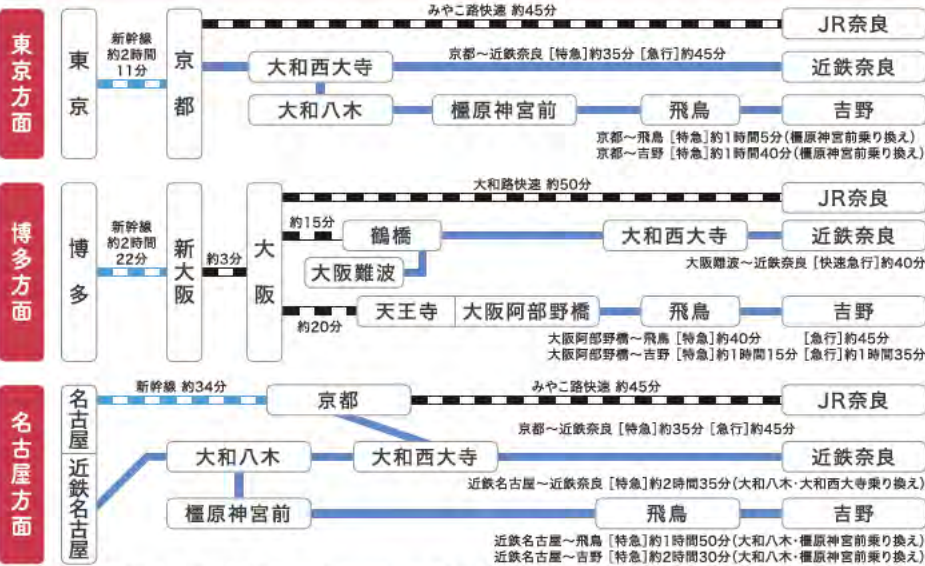 東京方面
東京
新幹線
約2時間
11分
京都
みやこ路快速 約45分
JR奈良
京都〜近鉄奈良 [特急]約35分 [急行]約45分
大和西大寺
近鉄奈良
大和八木
橿原神宮前
飛鳥
吉野
京都〜飛鳥 [特急]約1時間5分(橿原神宮前乗り換え)
京都〜吉野 [特急]約1時間40分(橿原神宮前乗り換え)
博多方面
博多
新幹線
約2時間
22分
新大阪
約3分
大阪
大和路快速 約50分
JR奈良
約15分
鶴橋
大和西大寺
近鉄奈良
大阪難波
大阪難波〜近鉄奈良 [快速急行]約40分
約20分
天王寺
大阪阿部野橋
飛鳥
吉野
大阪阿部野橋〜飛鳥 [特急]約40分 [急行]約45分
大阪阿部野橋〜吉野 [特急]約1時間15分 [急行]約1時間35分
名古屋方面
名古屋
近鉄名古屋
新幹線 約34分
京都
みやこ路快速 約45分
JR奈良
京都〜近鉄奈良 [特急]約35分 [急行]約45分
大和八木
大和西大寺
近鉄奈良
近鉄名古屋〜近鉄奈良 [特急]約2時間35分(大和八木・大和西大寺乗り換え)
橿原神宮前
飛鳥
吉野
近鉄名古屋〜飛鳥 [特急]約1時間50分(大和八木・橿原神宮前乗り換え)
近鉄名古屋〜吉野 [特急]約2時間30分(大和八木・橿原神宮前乗り換え)